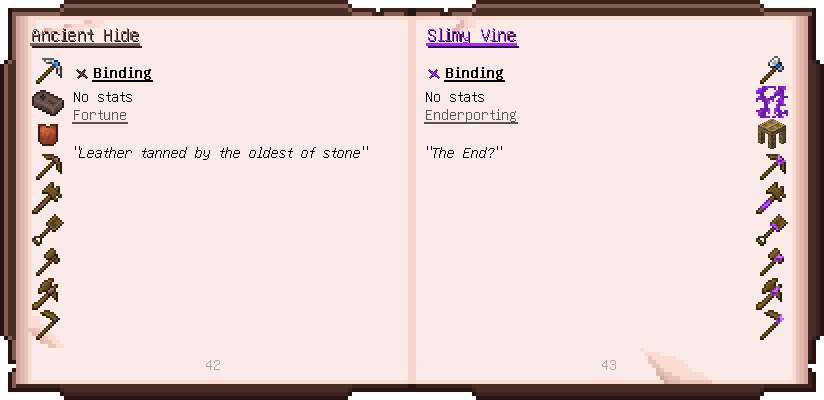 Ancient Hide
Binding
No stats
Fortune
"Leather tanned by the oldest of stone"
42
Slimy Vine
Binding
No stats
Enderporting
"The End?"
43